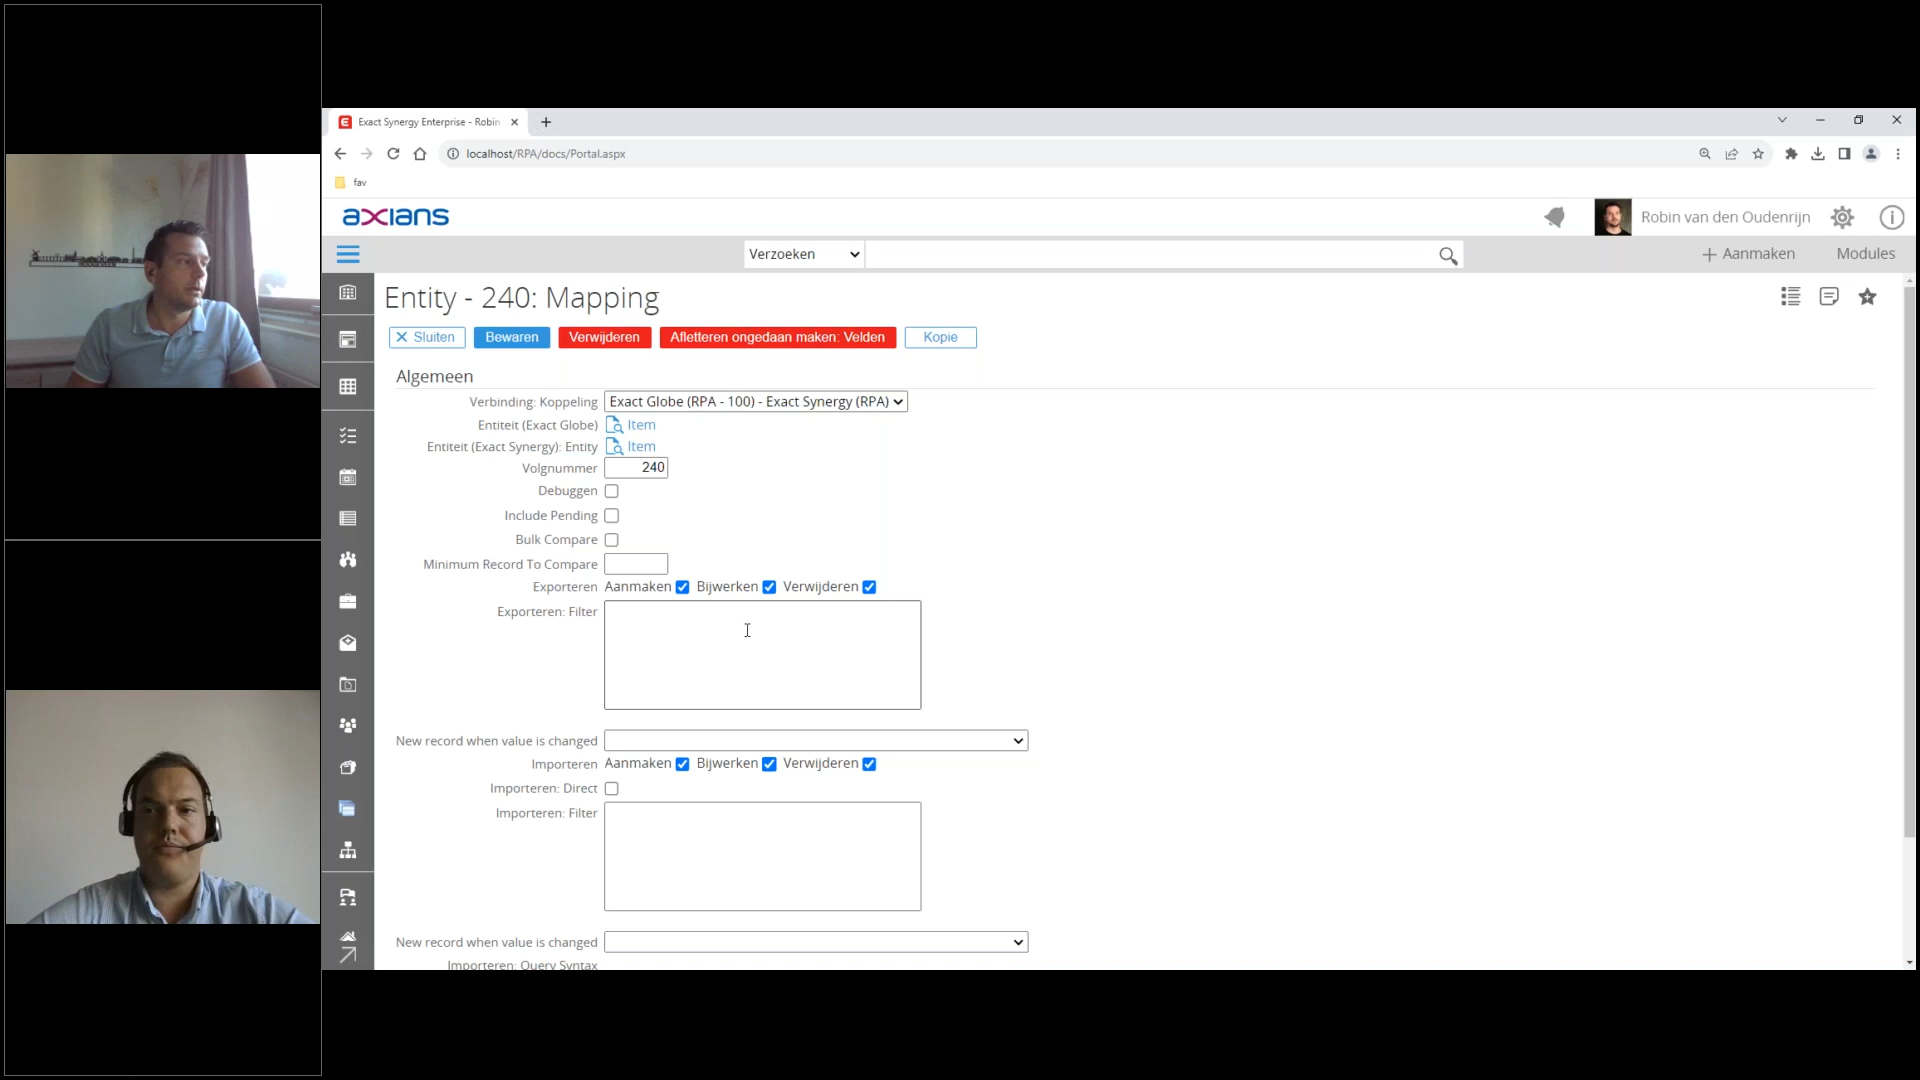 Exact Synergy Enterprise - Robin
localhost/RPA/docs/Portal.aspx
fav
axians
Robin van den Oudenrijn
Verzoeken
Aanmaken
Modules
Entity - 240: Mapping
Sluiten
Bewaren
Verwijderen
Afletteren ongedaan maken: Velden
Kopie
Algemeen
Verbinding: Koppeling Exact Globe (RPA - 100) - Exact Synergy (RPA)
Entiteit (Exact Globe) Item
Entiteit (Exact Synergy): Entity Item
Volgnummer 240
Debuggen
Include Pending
Bulk Compare
Minimum Record To Compare
Exporteren Aanmaken Bijwerken Verwijderen
Exporteren: Filter
New record when value is changed
Importeren Aanmaken Bijwerken Verwijderen
Importeren: Direct
Importeren: Filter
New record when value is changed
Importeren: Query Syntax